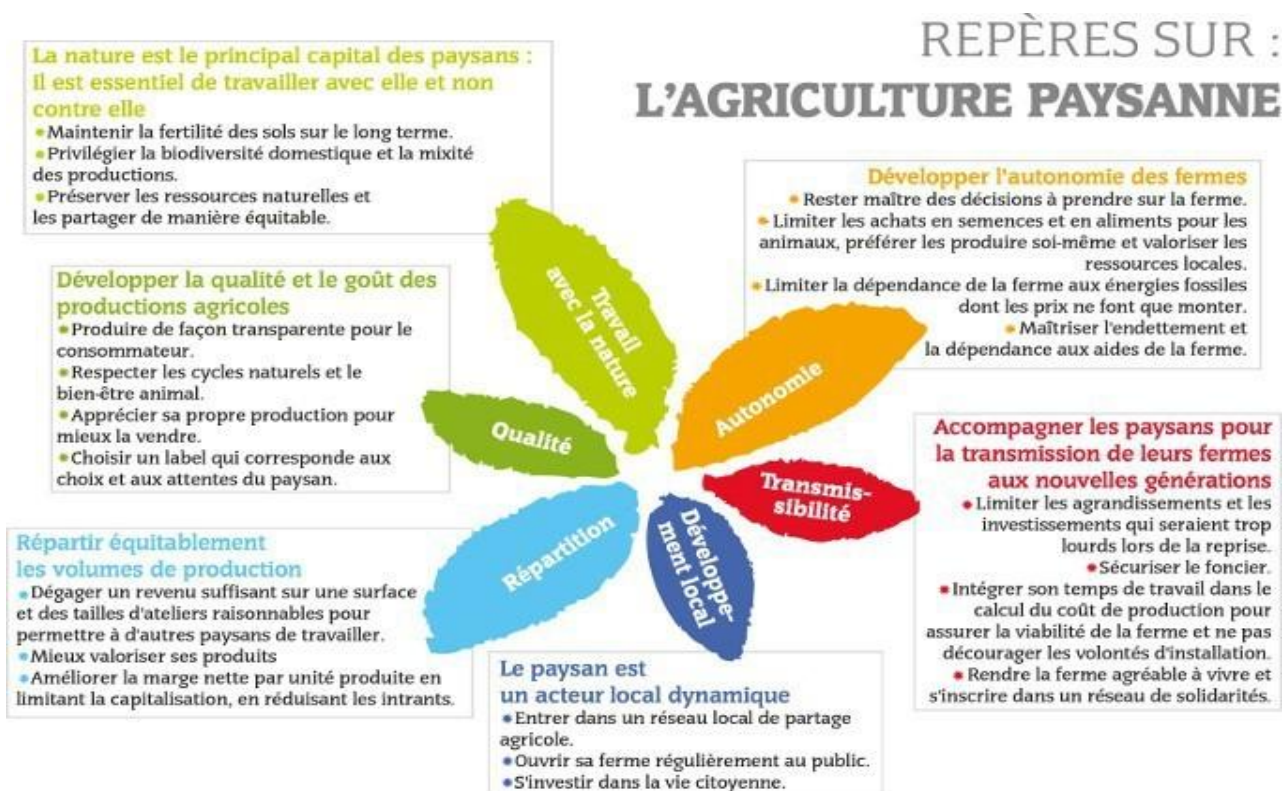 REPÈRES SUR :
L'AGRICULTURE PAYSANNE
La nature est le principal capital des paysans :
il est essentiel de travailler avec elle et non
contre elle
• Maintenir la fertilité des sols sur le long terme.
• Privilégier la biodiversité domestique et la mixité
des productions.
• Préserver les ressources naturelles et
les partager de manière équitable.
Développer l'autonomie des fermes
• Rester maître des décisions à prendre sur la ferme.
• Limiter les achats en semences et en aliments pour les
animaux, préférer les produire soi-même et valoriser les
ressources locales.
• Limiter la dépendance de la ferme aux énergies fossiles
dont les prix ne font que monter.
• Maîtriser l'endettement et
la dépendance aux aides de la ferme.
Développer la qualité et le goût des
productions agricoles
• Produire de façon transparente pour le
consommateur.
• Respecter les cycles naturels et le
bien-être animal.
• Apprécier sa propre production pour
mieux la vendre.
• Choisir un label qui corresponde aux
choix et aux attentes du paysan.
Travail
avec la nature
Autonomie
Qualité
Transmis-
sibilité
Répartition
Développe-
ment local
Accompagner les paysans pour
la transmission de leurs fermes
aux nouvelles générations
• Limiter les agrandissements et les
investissements qui seraient trop
lourds lors de la reprise.
• Sécuriser le foncier.
• Intégrer son temps de travail dans le
calcul du coût de production pour
assurer la viabilité de la ferme et ne pas
décourager les volontés d'installation.
• Rendre la ferme agréable à vivre et
s'inscrire dans un réseau de solidarités.
Répartir équitablement
les volumes de production
• Dégager un revenu suffisant sur une surface
et des tailles d'ateliers raisonnables pour
permettre à d'autres paysans de travailler.
• Mieux valoriser ses produits
• Améliorer la marge nette par unité produite en
limitant la capitalisation, en réduisant les intrants.
Le paysan est
un acteur local dynamique
• Entrer dans un réseau local de partage
agricole.
• Ouvrir sa ferme régulièrement au public.
• S'investir dans la vie citoyenne.